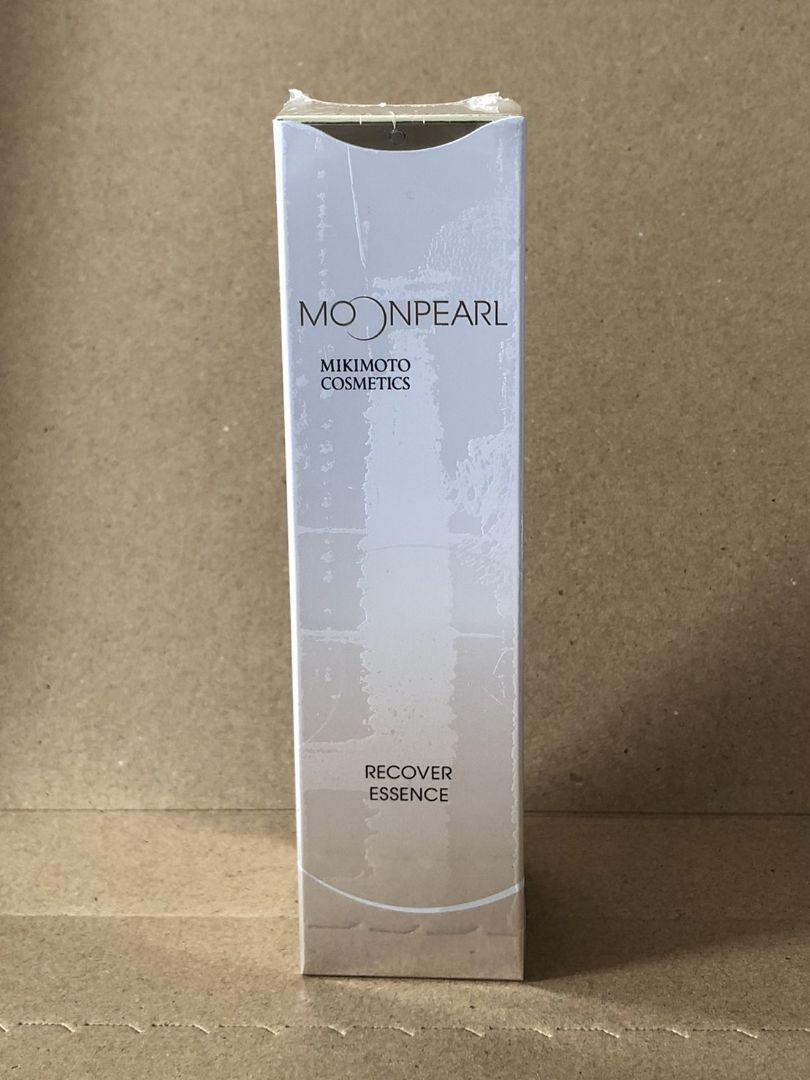 MOONPEARL
MIKIMOTO
COSMETICS
RECOVER
ESSENCE